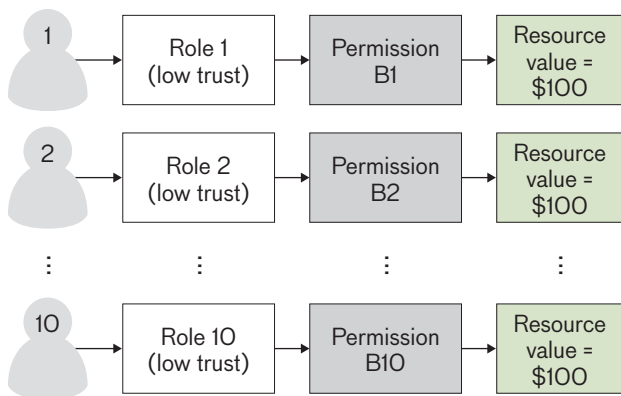 1
Role 1
(low trust)
Permission
B1
Resource
value =
$100
2
Role 2
(low trust)
Permission
B2
Resource
value =
$100
⋮ ⋮ ⋮ ⋮
10
Role 10
(low trust)
Permission
B10
Resource
value =
$100